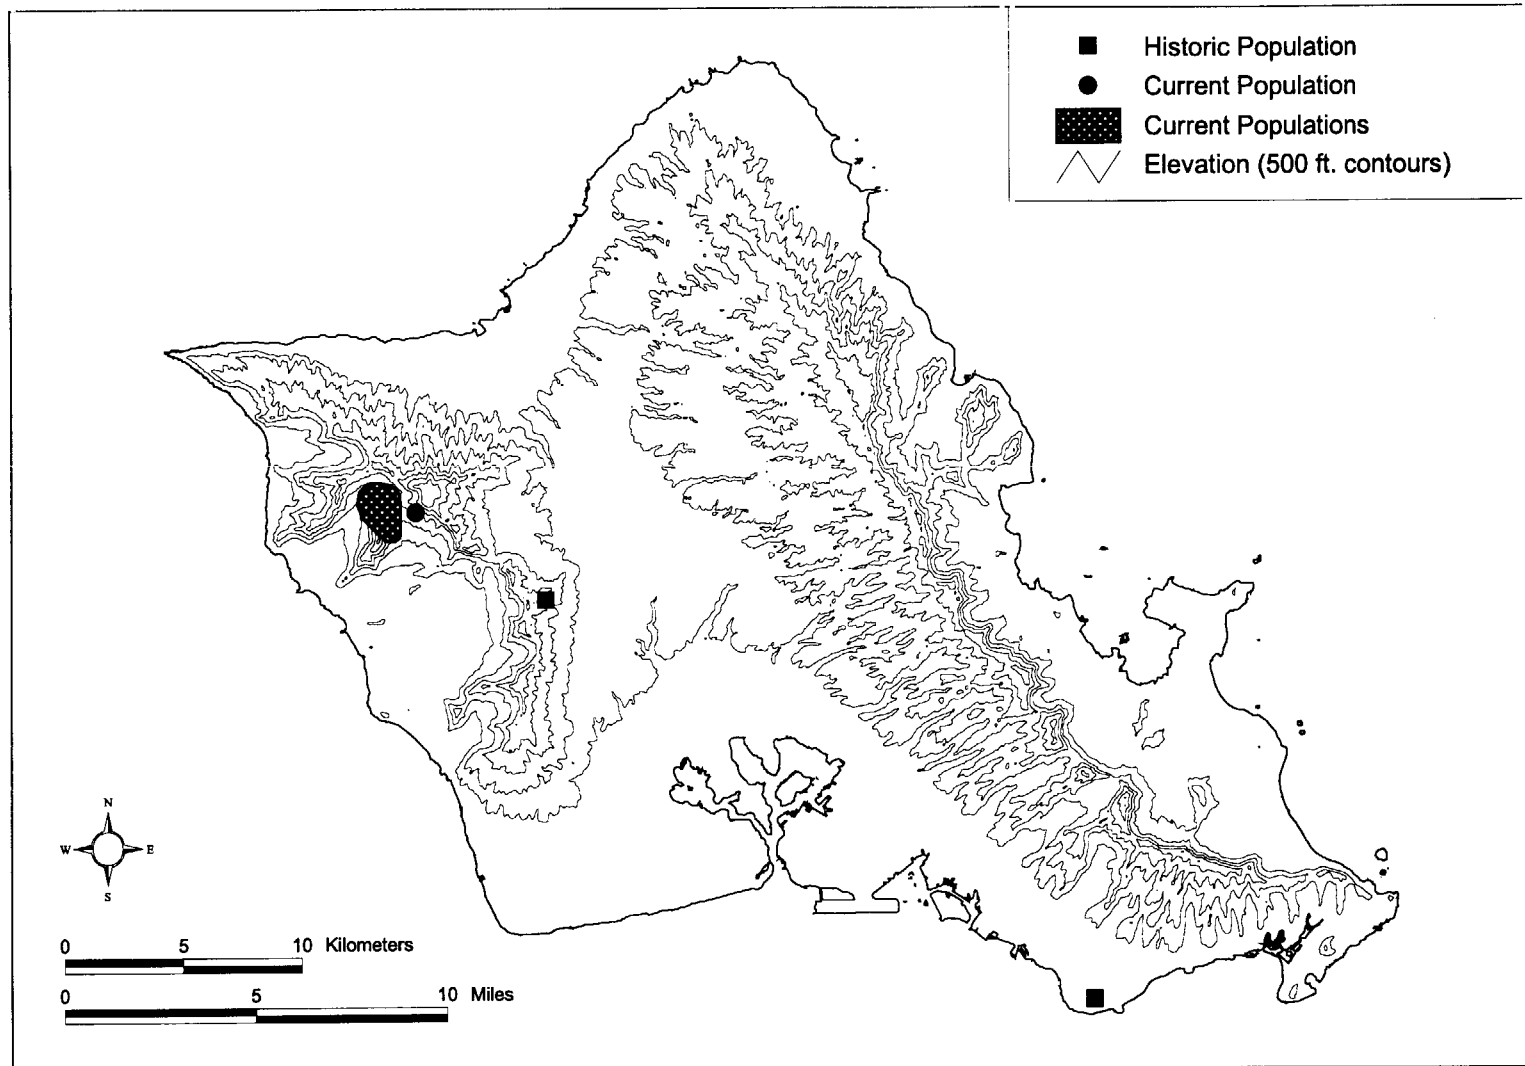 Historic Population
Current Population
Current Populations
Elevation (500 ft. contours)
N
W E
S
0 5 10 Kilometers
0 5 10 Miles